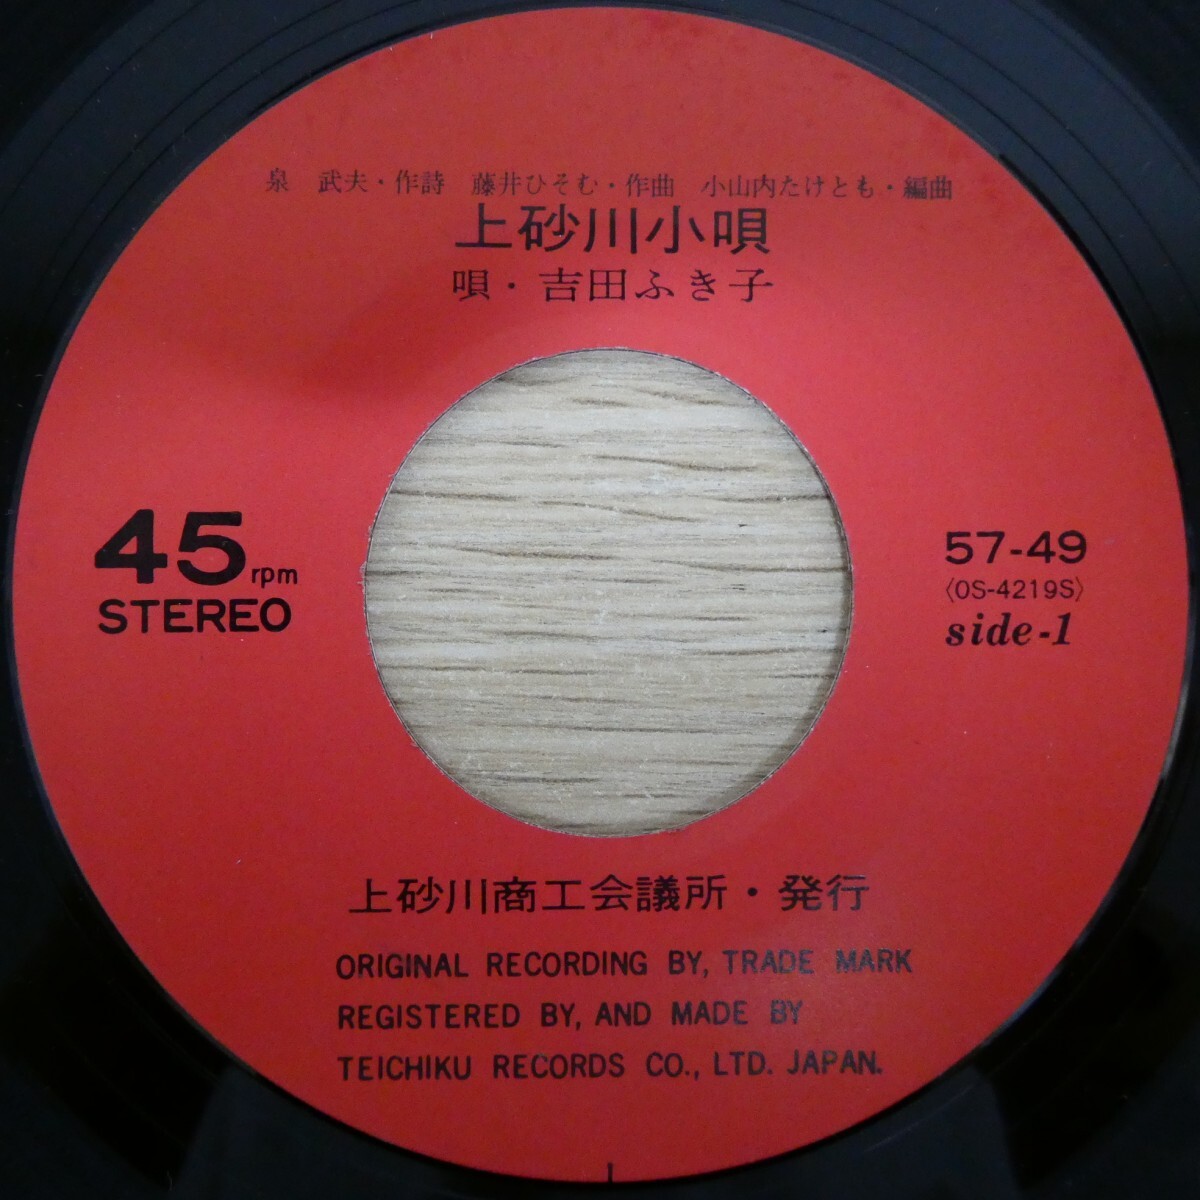 泉　武夫・作詩　藤井ひそむ・作曲　小山内たけとも・編曲
上砂川小唄
唄・吉田ふき子
45rpm
STEREO
57-49
〈OS-4219S〉
side-1
上砂川商工会議所・発行
ORIGINAL RECORDING BY, TRADE MARK
REGISTERED BY, AND MADE BY
TEICHIKU RECORDS CO., LTD. JAPAN.